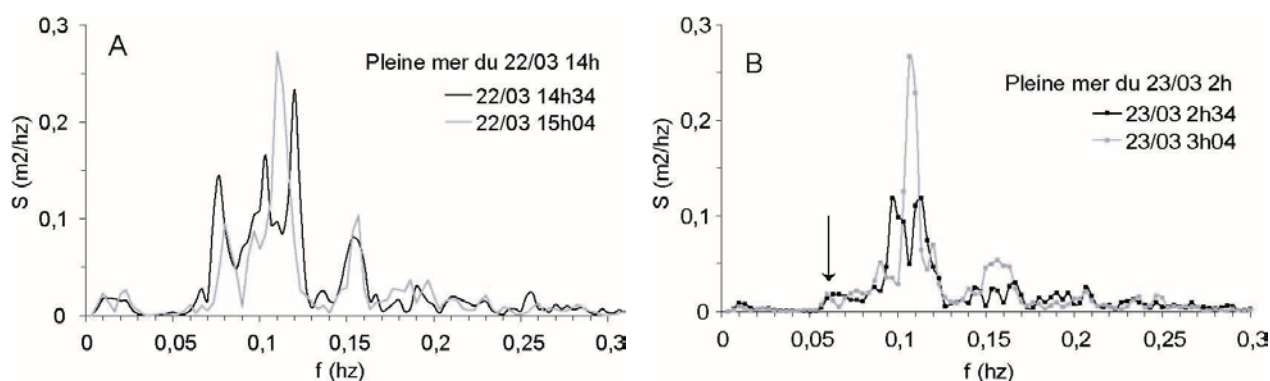 A
Pleine mer du 22/03 14h
22/03 14h34
22/03 15h04
S (m2/hz)
0,3
0,2
0,1
0
0 0,05 0,1 0,15 0,2 0,25 0,3
f (hz)
B
Pleine mer du 23/03 2h
23/03 2h34
23/03 3h04
S (m2/hz)
0,3
0,2
0,1
0
0 0,05 0,1 0,15 0,2 0,25 0,3
f (hz)